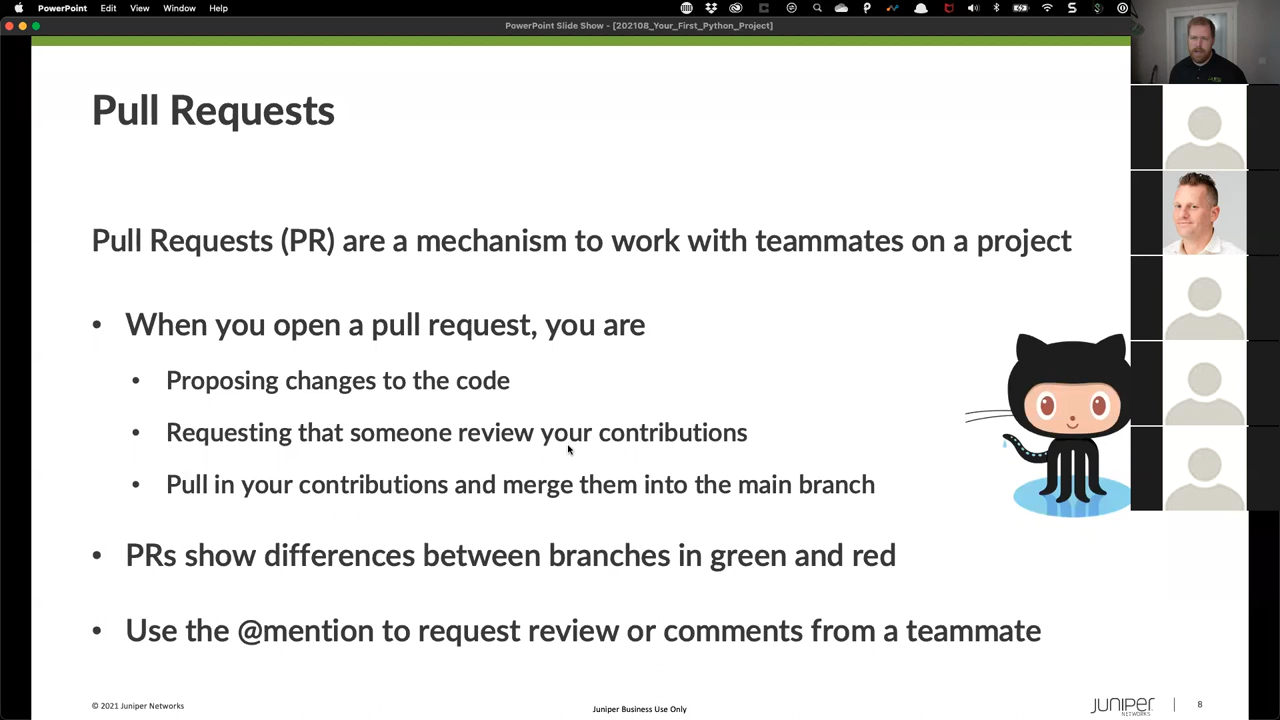 PowerPoint Edit View Window Help
PowerPoint Slide Show - [202108_Your_First_Python_Project]
Pull Requests
Pull Requests (PR) are a mechanism to work with teammates on a project
• When you open a pull request, you are
• Proposing changes to the code
• Requesting that someone review your contributions
• Pull in your contributions and merge them into the main branch
• PRs show differences between branches in green and red
• Use the @mention to request review or comments from a teammate
© 2021 Juniper Networks
Juniper Business Use Only
JUNIPER
NETWORKS
8